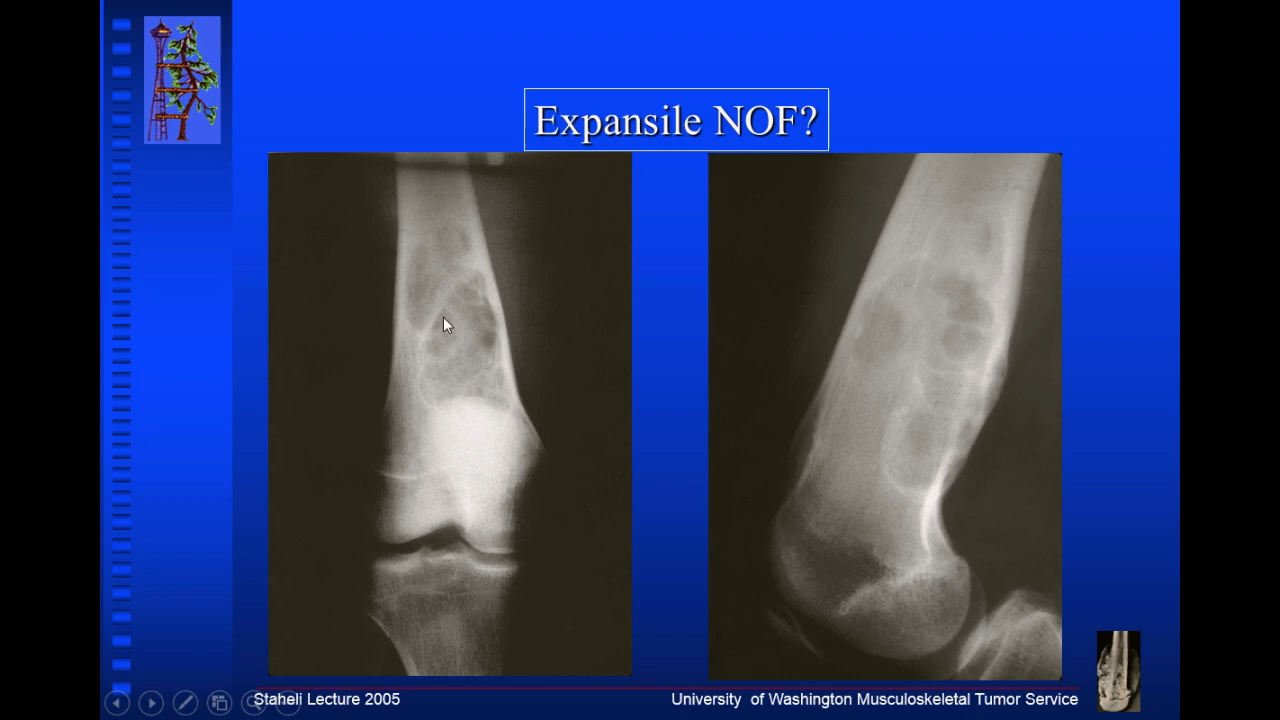 Expansile NOF?
Staheli Lecture 2005
University of Washington Musculoskeletal Tumor Service